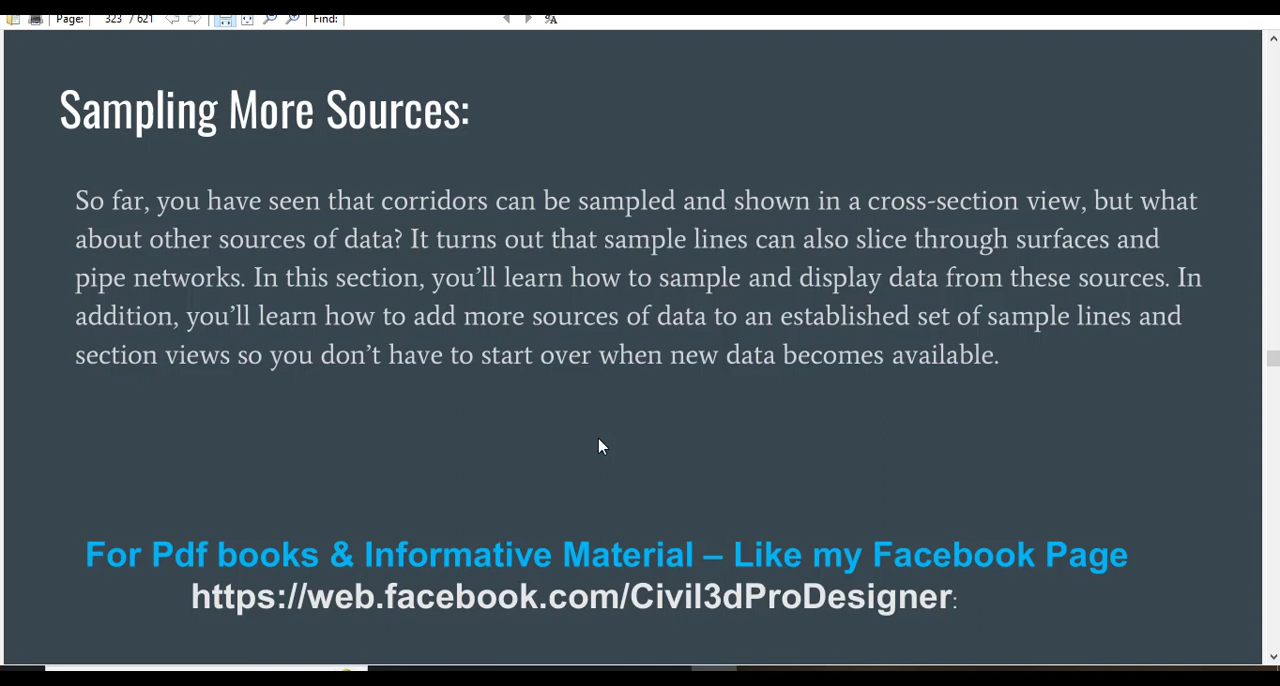 Page: 323 / 621 Find:
Sampling More Sources:
So far, you have seen that corridors can be sampled and shown in a cross-section view, but what
about other sources of data? It turns out that sample lines can also slice through surfaces and
pipe networks. In this section, you’ll learn how to sample and display data from these sources. In
addition, you’ll learn how to add more sources of data to an established set of sample lines and
section views so you don’t have to start over when new data becomes available.
For Pdf books & Informative Material – Like my Facebook Page
https://web.facebook.com/Civil3dProDesigner: